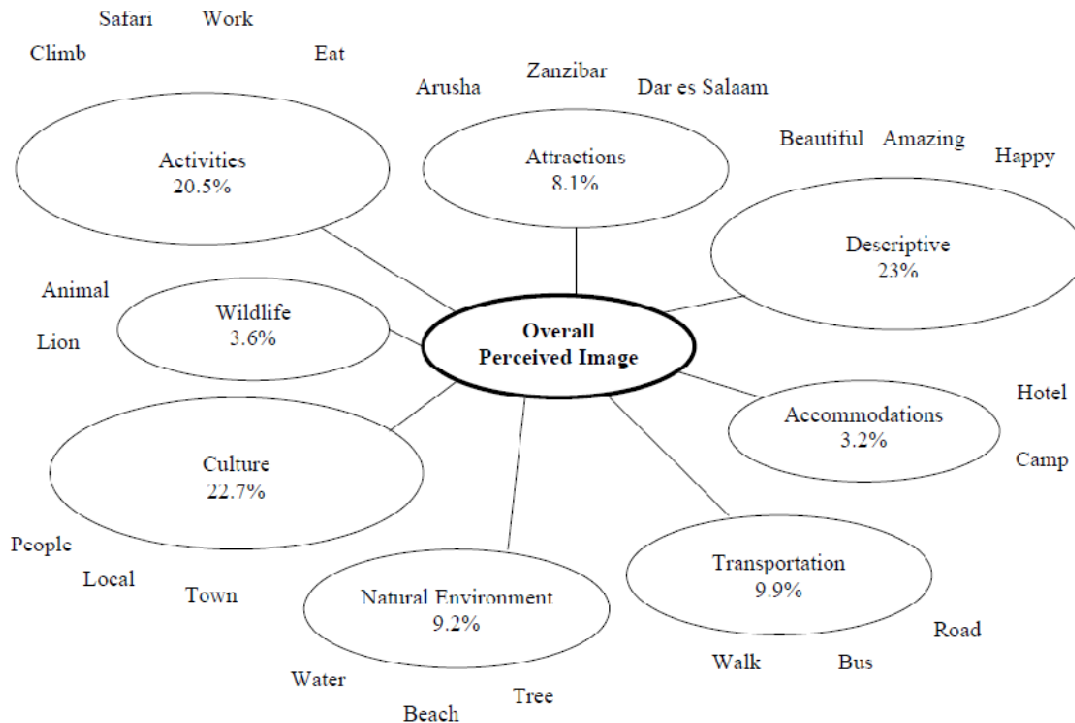 Safari
Work
Climb
Eat
Activities
20.5%
Arusha
Zanzibar
Dar es Salaam
Attractions
8.1%
Beautiful
Amazing
Happy
Descriptive
23%
Animal
Lion
Wildlife
3.6%
Overall
Perceived Image
Hotel
Camp
Accommodations
3.2%
Culture
22.7%
People
Local
Town
Natural Environment
9.2%
Water
Beach
Tree
Transportation
9.9%
Walk
Bus
Road